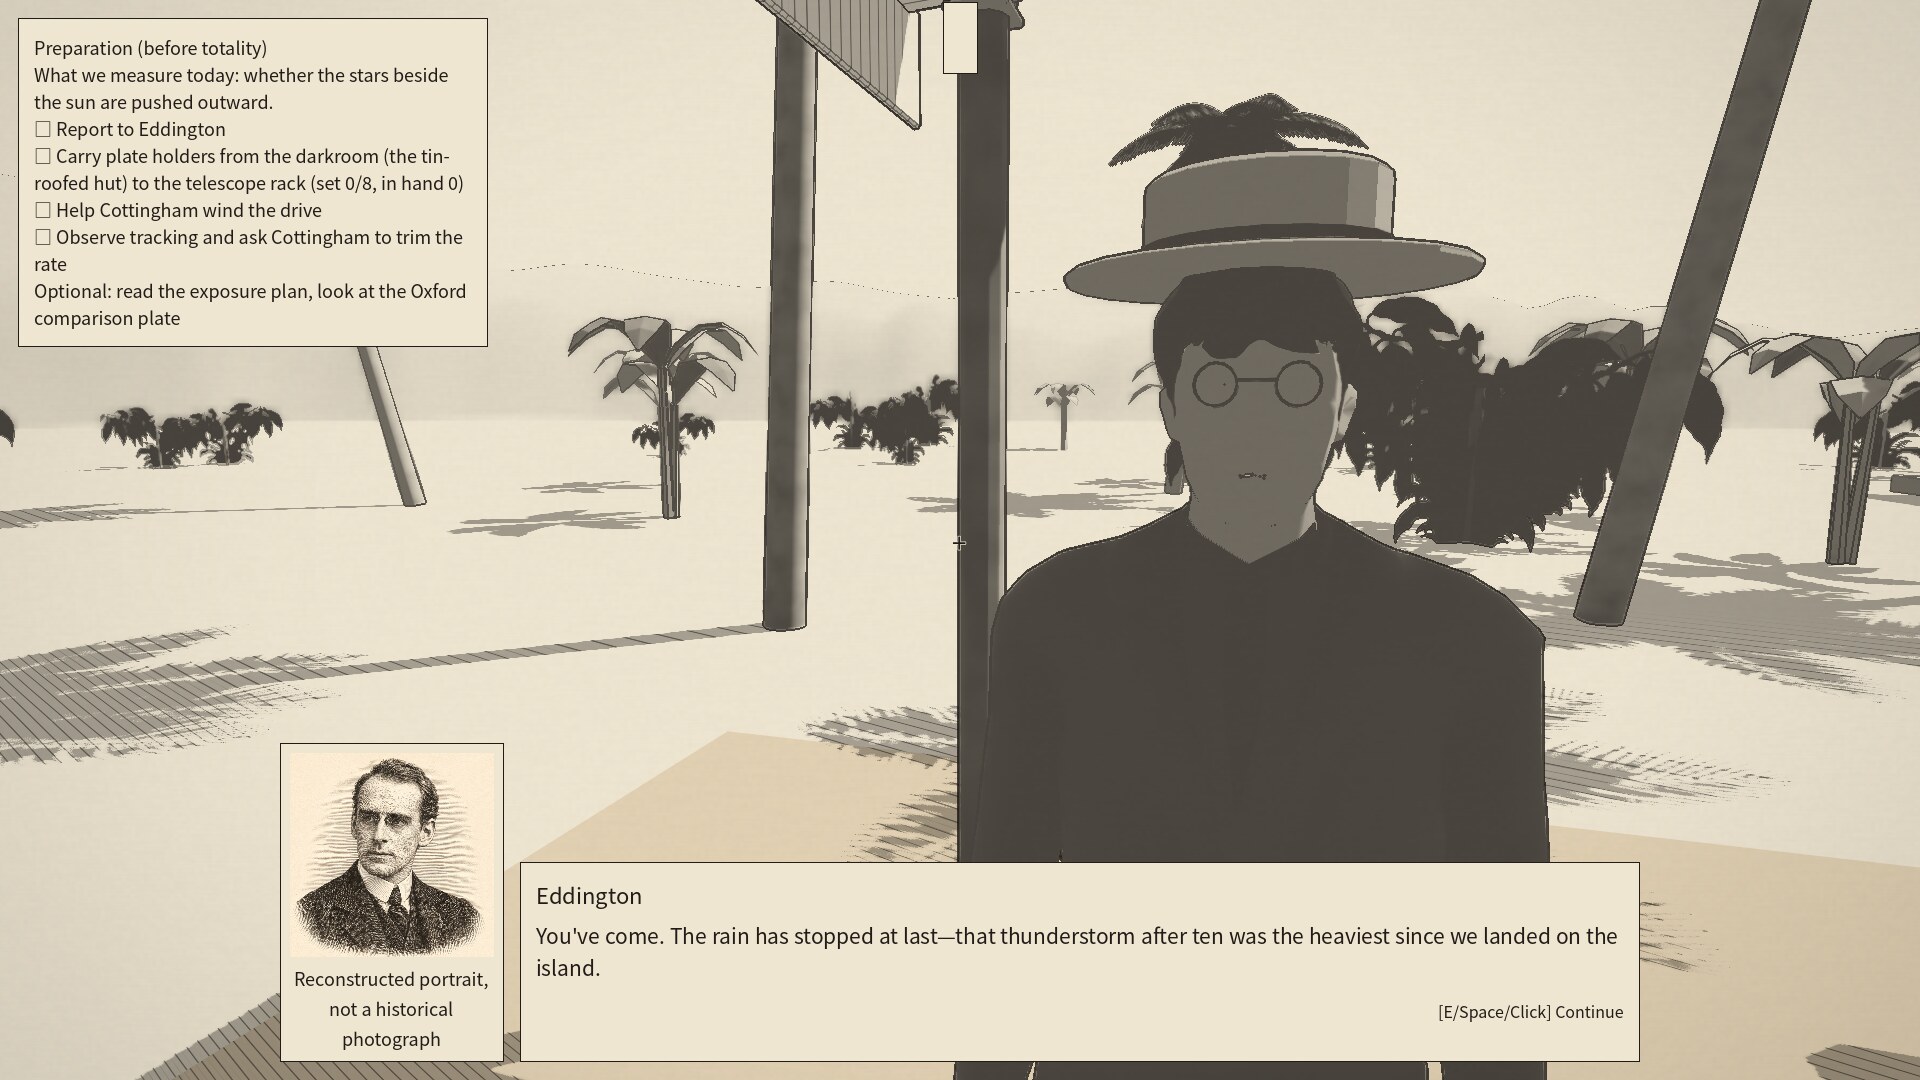 Preparation (before totality)
What we measure today: whether the stars beside
the sun are pushed outward.
☐ Report to Eddington
☐ Carry plate holders from the darkroom (the tin-
roofed hut) to the telescope rack (set 0/8, in hand 0)
☐ Help Cottingham wind the drive
☐ Observe tracking and ask Cottingham to trim the
rate
Optional: read the exposure plan, look at the Oxford
comparison plate
Reconstructed portrait,
not a historical
photograph
Eddington
You've come. The rain has stopped at last—that thunderstorm after ten was the heaviest since we landed on the
island.
[E/Space/Click] Continue